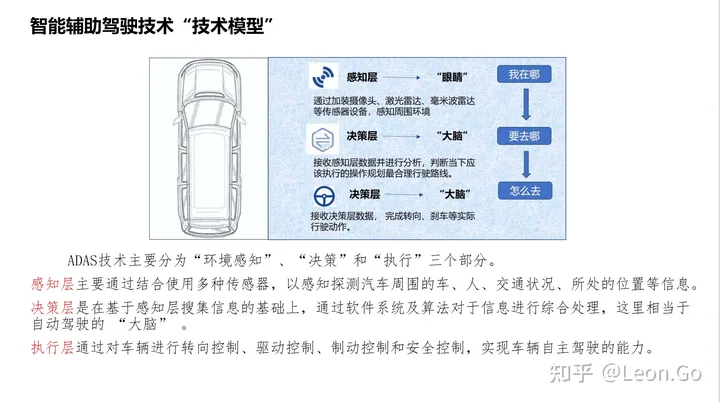 智能辅助驾驶技术“技术模型”
感知层 “眼睛” 我在哪
通过加装摄像头、激光雷达、毫米波雷达
等传感器设备，感知周围环境
决策层 “大脑” 要去哪
接收感知层数据并进行分析，判断当下应
该执行的操作规划最合理行驶路线。
怎么去
决策层 “大脑”
接收决策层数据， 完成转向、刹车等实际
行驶动作。
ADAS技术主要分为“环境感知”、“决策”和“执行”三个部分。
感知层主要通过结合使用多种传感器，以感知探测汽车周围的车、人、交通状况、所处的位置等信息。
决策层是在基于感知层搜集信息的基础上，通过软件系统及算法对于信息进行综合处理，这里相当于
自动驾驶的 “大脑” 。
执行层通过对车辆进行转向控制、驱动控制、制动控制和安全控制，实现车辆自主驾驶的能力。
知乎 @Leon.Go